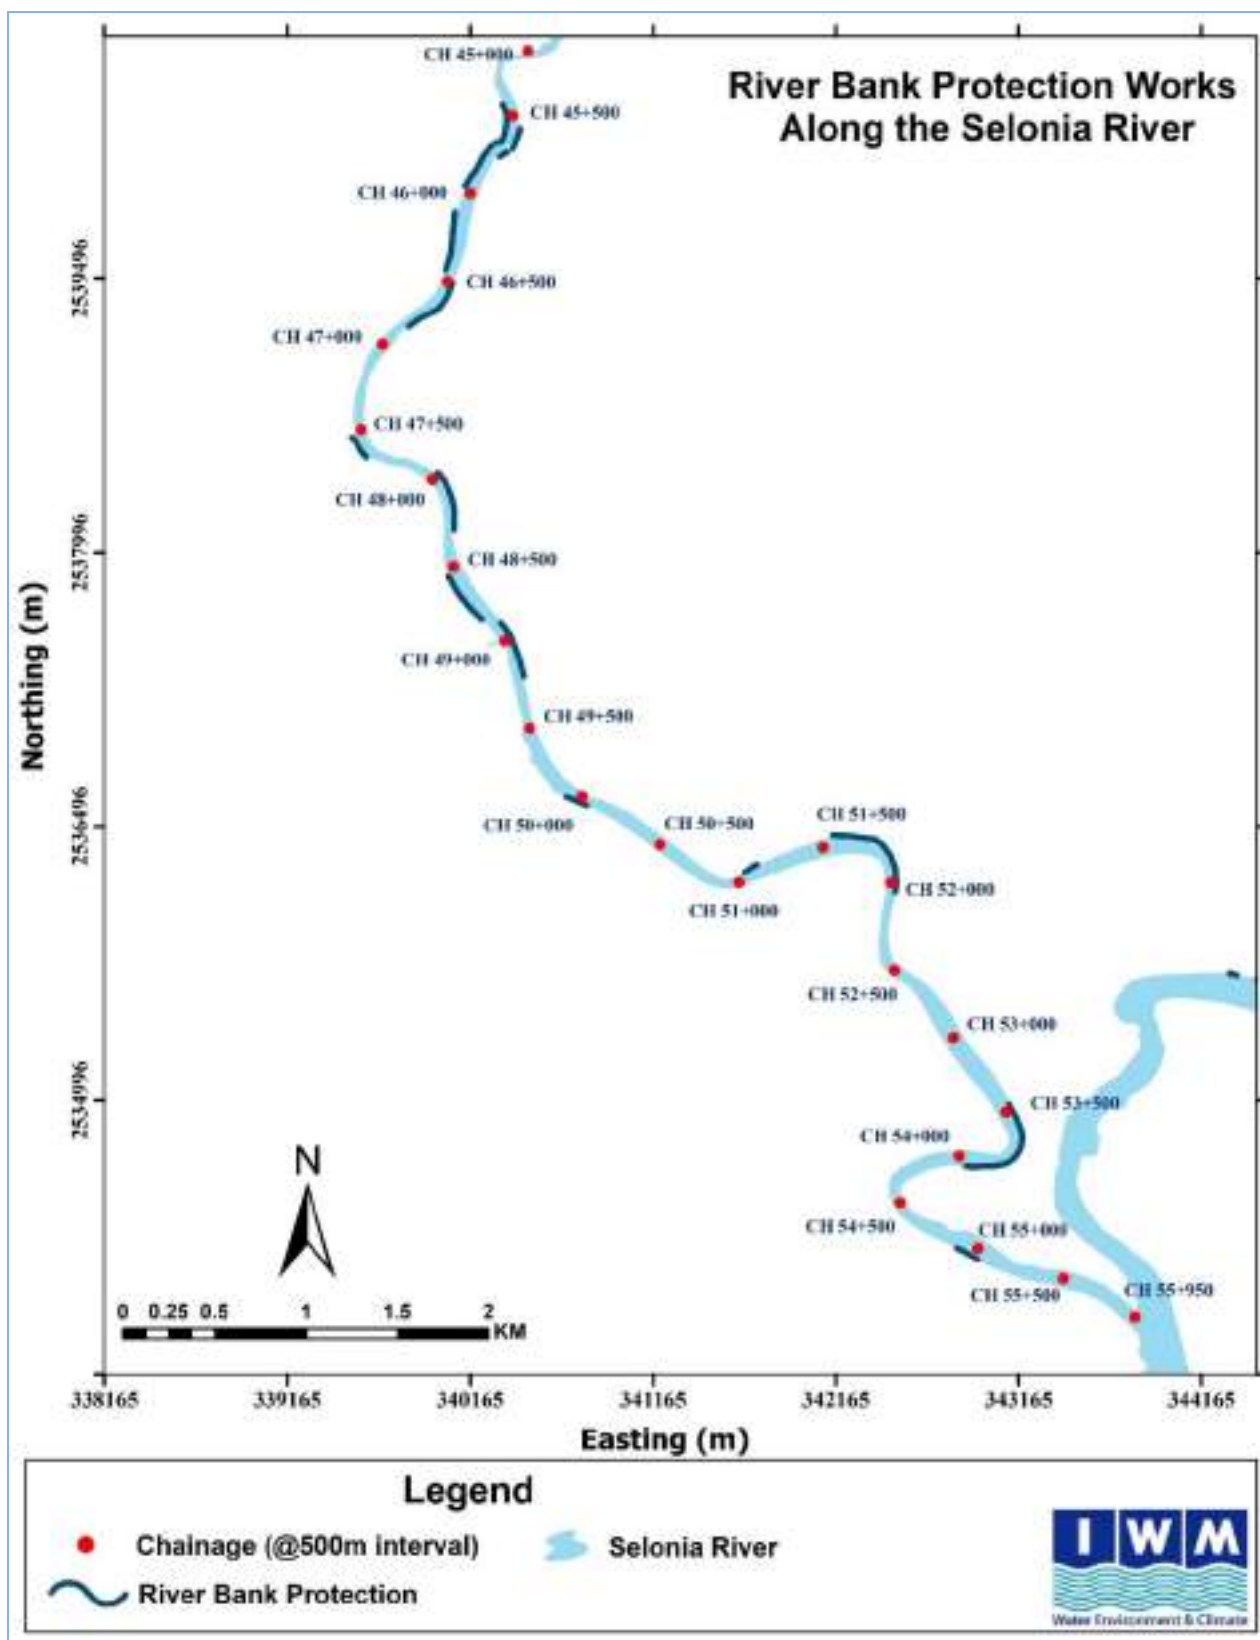 River Bank Protection Works
Along the Selonia River
CH 45+000
CH 45+500
CH 46+000
CH 46+500
CH 47+000
CH 47+500
CH 48+000
CH 48+500
CH 49+000
CH 49+500
CH 50+000
CH 50+500
CH 51+000
CH 51+500
CH 52+000
CH 52+500
CH 53+000
CH 53+500
CH 54+000
CH 54+500
CH 55+000
CH 55+500
CH 55+950
Northing (m)
2539496
2537996
2536496
2534996
N
0 0.25 0.5 1 1.5 2
KM
338165 339165 340165 341165 342165 343165 344165
Easting (m)
Legend
Chainage (@500m interval)
Selonia River
River Bank Protection
IWM
Water Environment & Climate